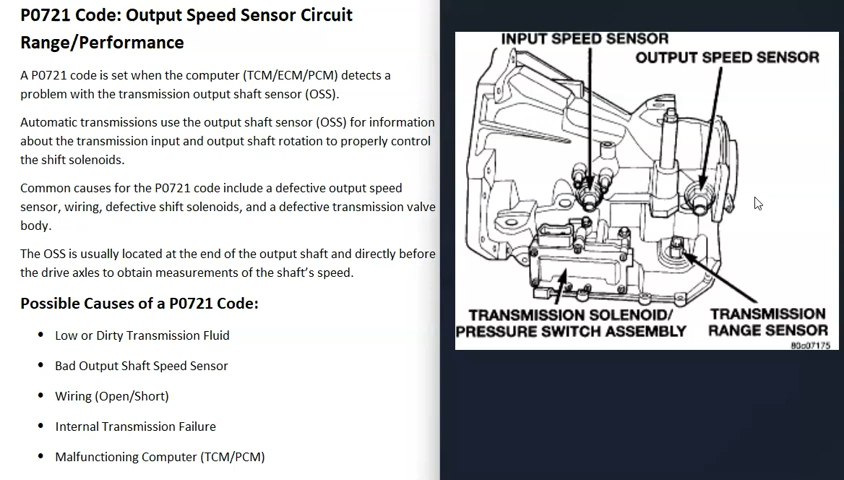 P0721 Code: Output Speed Sensor Circuit
Range/Performance
A P0721 code is set when the computer (TCM/ECM/PCM) detects a
problem with the transmission output shaft sensor (OSS).
Automatic transmissions use the output shaft sensor (OSS) for information
about the transmission input and output shaft rotation to properly control
the shift solenoids.
Common causes for the P0721 code include a defective output speed
sensor, wiring, defective shift solenoids, and a defective transmission valve
body.
The OSS is usually located at the end of the output shaft and directly before
the drive axles to obtain measurements of the shaft's speed.
Possible Causes of a P0721 Code:
• Low or Dirty Transmission Fluid
• Bad Output Shaft Speed Sensor
• Wiring (Open/Short)
• Internal Transmission Failure
• Malfunctioning Computer (TCM/PCM)
INPUT SPEED SENSOR
OUTPUT SPEED SENSOR
TRANSMISSION SOLENOID/
PRESSURE SWITCH ASSEMBLY
TRANSMISSION
RANGE SENSOR
80c07175